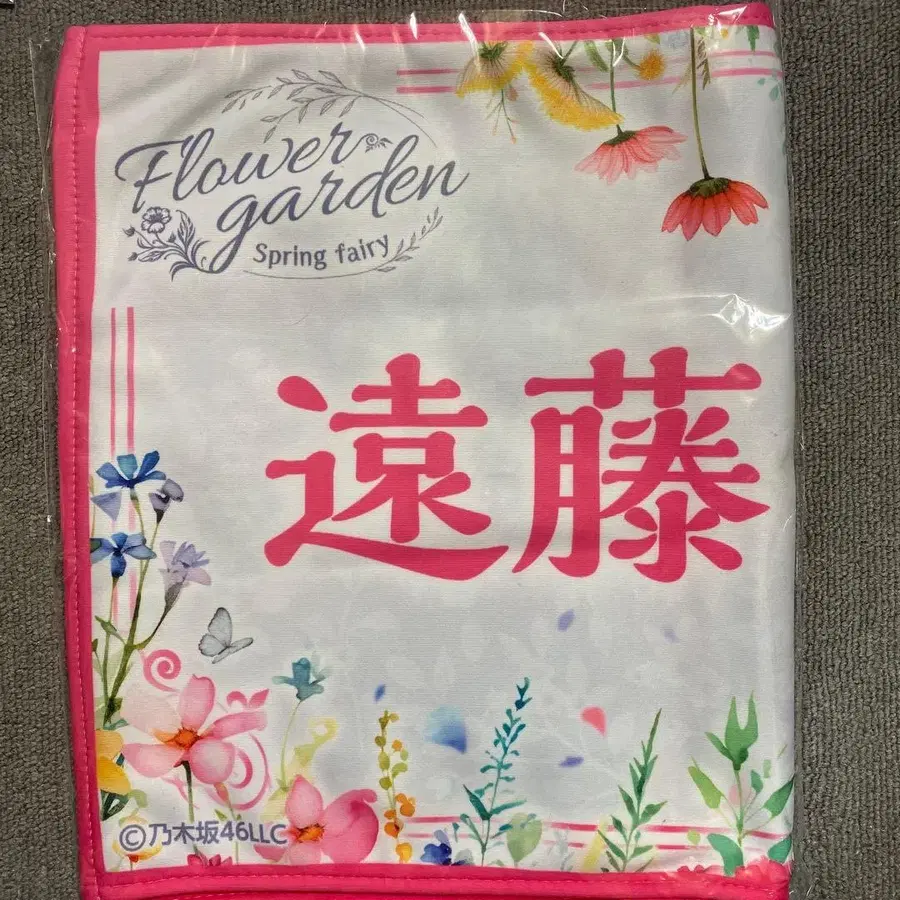 Flower
garden
Spring fairy
遠藤
©乃木坂46LLC